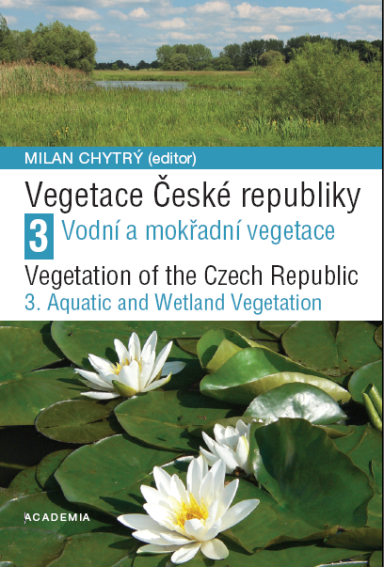 MILAN CHYTRÝ (editor)
Vegetace České republiky
3 Vodní a mokřadní vegetace
Vegetation of the Czech Republic
3. Aquatic and Wetland Vegetation
ACADEMIA